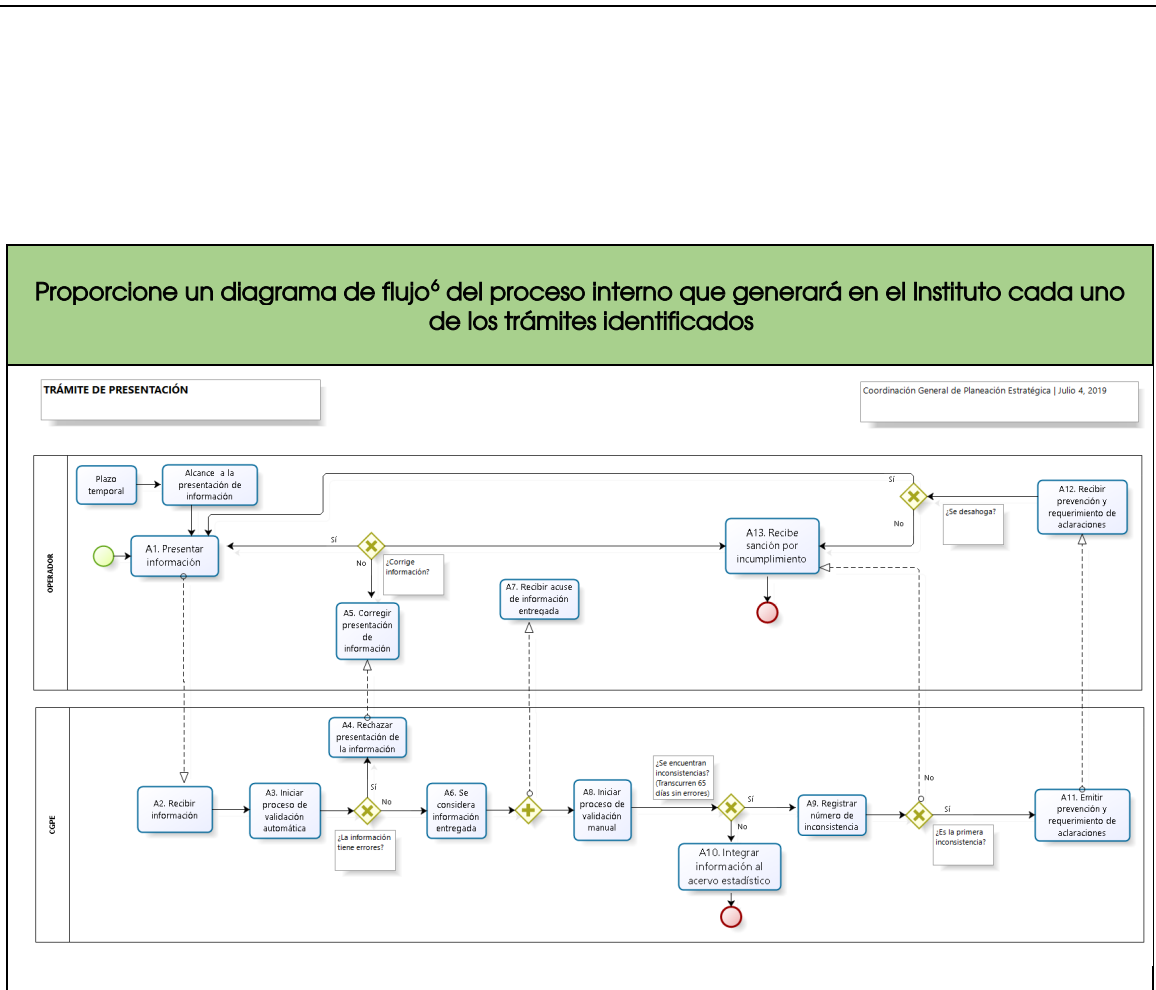 Proporcione un diagrama de flujo⁶ del proceso interno que generará en el Instituto cada uno
de los trámites identificados
TRÁMITE DE PRESENTACIÓN
Coordinación General de Planeación Estratégica | Julio 4, 2019
OPERADOR
Plazo
temporal
Alcance a la
presentación de
información
A1. Presentar
información
Sí
No
¿Corrige
información?
A5. Corregir
presentación
de
información
A7. Recibir acuse
de información
entregada
A13. Recibe
sanción por
incumplimiento
Sí
No
¿Se desahoga?
A12. Recibir
prevención y
requerimiento de
aclaraciones
CGPE
A2. Recibir
información
A3. Iniciar
proceso de
validación
automática
A4. Rechazar
presentación de
la información
Sí
No
¿La información
tiene errores?
A6. Se
considera
información
entregada
A8. Iniciar
proceso de
validación
manual
¿Se encuentran
inconsistencias?
(Transcurren 65
días sin errores)
Sí
No
A10. Integrar
información al
acervo estadístico
A9. Registrar
número de
inconsistencia
No
Sí
¿Es la primera
inconsistencia?
A11. Emitir
prevención y
requerimiento de
aclaraciones